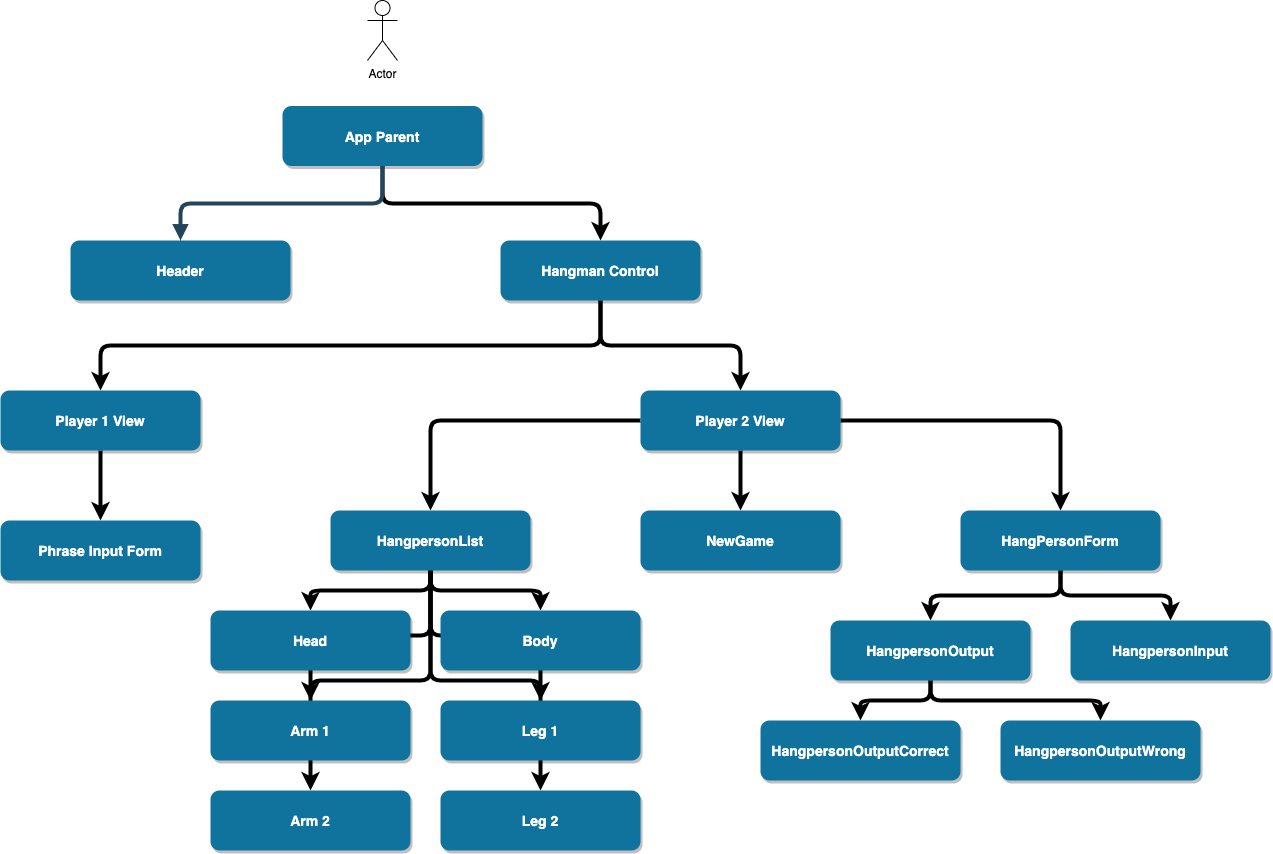 Actor
App Parent
Header
Hangman Control
Player 1 View
Player 2 View
Phrase Input Form
HangpersonList
NewGame
HangPersonForm
Head
Body
HangpersonOutput
HangpersonInput
Arm 1
Leg 1
HangpersonOutputCorrect
HangpersonOutputWrong
Arm 2
Leg 2